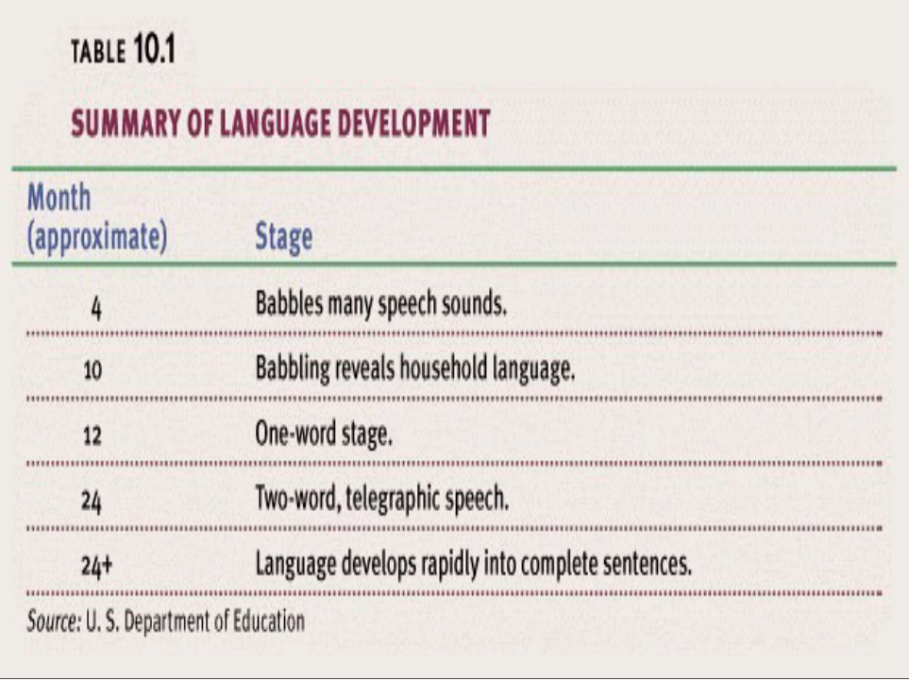 TABLE 10.1
SUMMARY OF LANGUAGE DEVELOPMENT
Month
(approximate) Stage
4 Babbles many speech sounds.
10 Babbling reveals household language.
12 One-word stage.
24 Two-word, telegraphic speech.
24+ Language develops rapidly into complete sentences.
Source: U. S. Department of Education